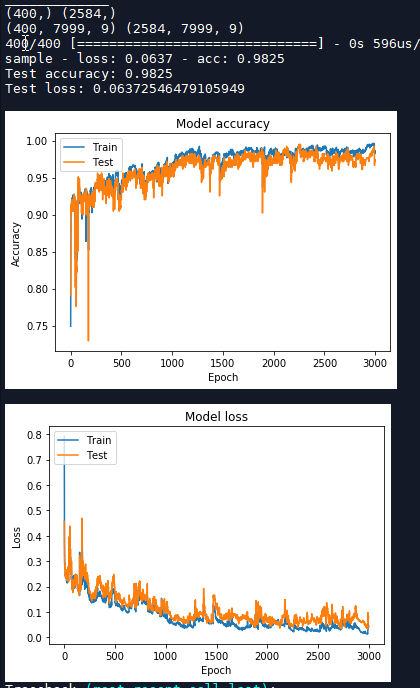 (400,) (2584,)
(400, 7999, 9) (2584, 7999, 9)
400/400 [==============================] - 0s 596us/
sample - loss: 0.0637 - acc: 0.9825
Test accuracy: 0.9825
Test loss: 0.06372546479105949
Model accuracy
Train
Test
1.00
0.95
0.90
0.85
0.80
0.75
Accuracy
0
500
1000
1500
2000
2500
3000
Epoch
Model loss
Train
Test
0.8
0.7
0.6
0.5
0.4
0.3
0.2
0.1
0.0
Loss
0
500
1000
1500
2000
2500
3000
Epoch
Traceback (most recent call last):